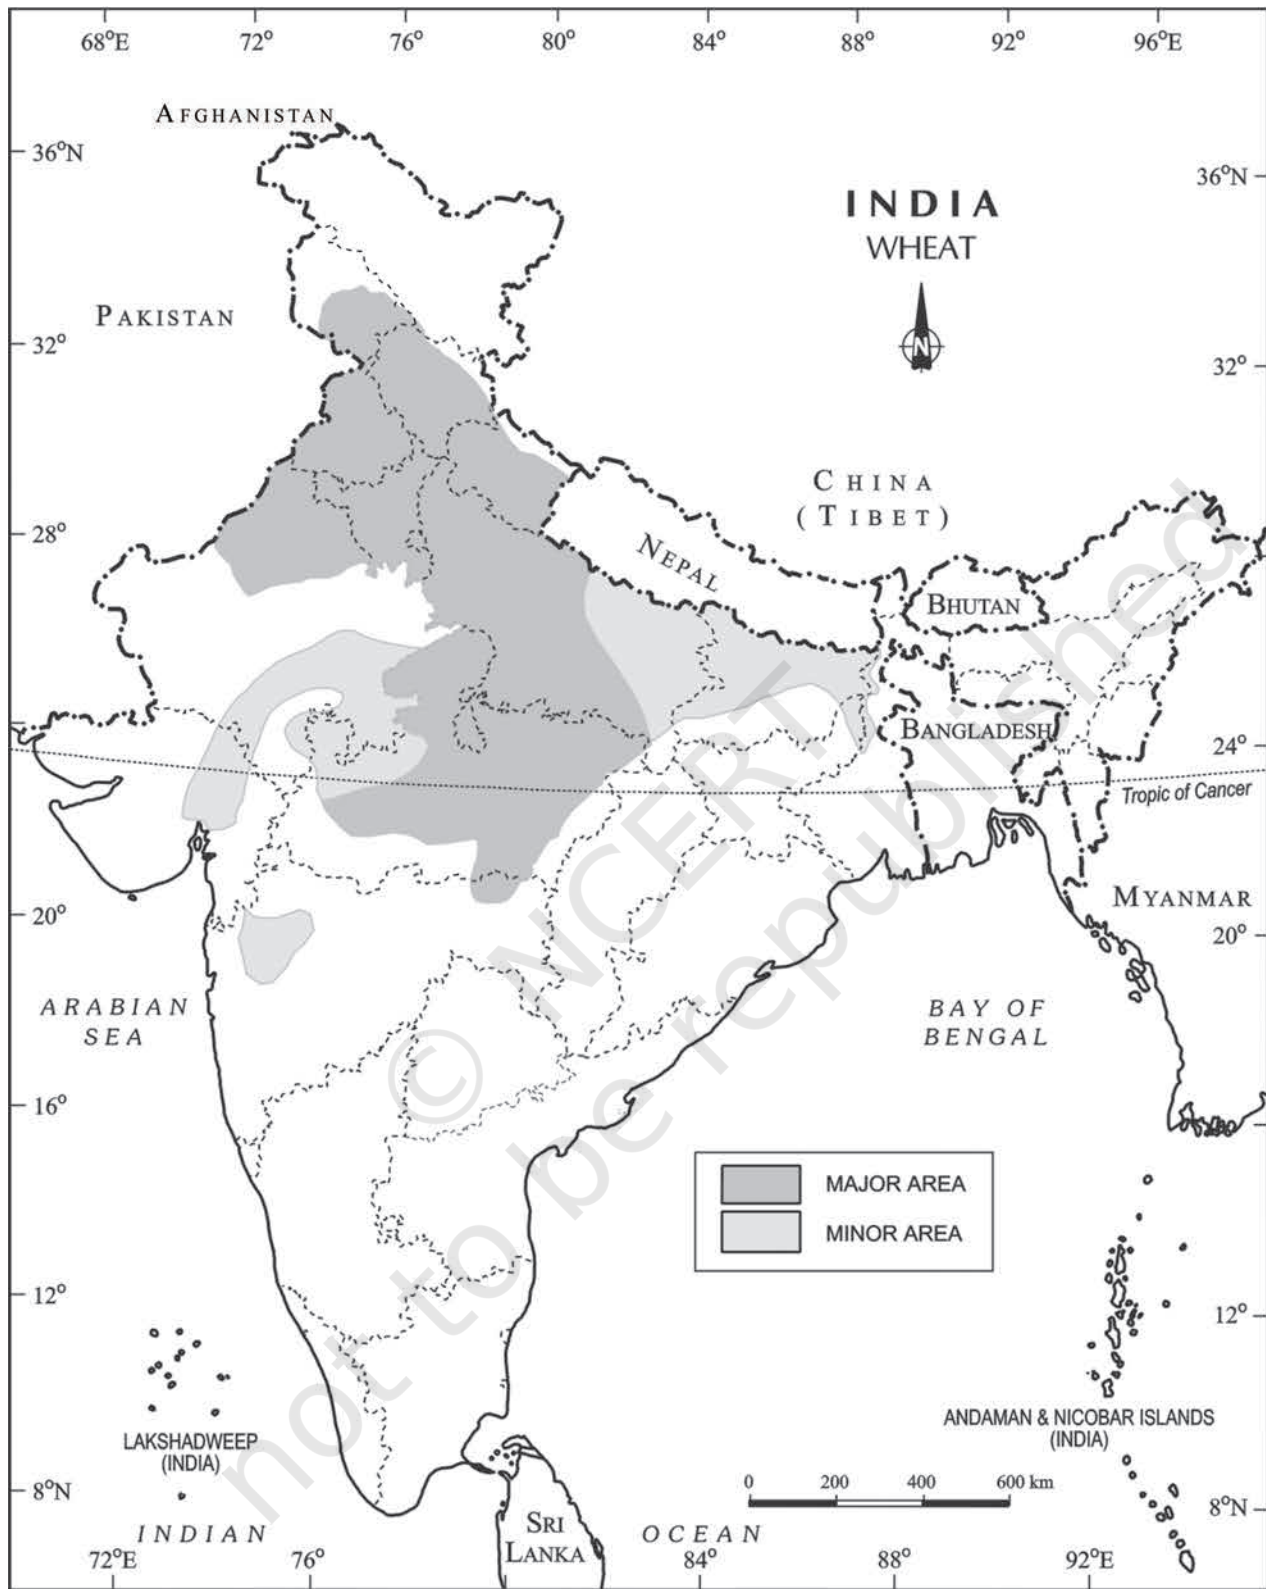 68°E 72° 76° 80° 84° 88° 92° 96°E
AFGHANISTAN
36°N
36°N
INDIA
WHEAT
N
PAKISTAN
32°
32°
CHINA
(TIBET)
28°
NEPAL
BHUTAN
BANGLADESH
24°
Tropic of Cancer
MYANMAR
20°
20°
ARABIAN
SEA
BAY OF
BENGAL
16°
MAJOR AREA
MINOR AREA
12°
12°
LAKSHADWEEP
(INDIA)
ANDAMAN & NICOBAR ISLANDS
(INDIA)
0 200 400 600 km
8°N
8°N
SRI
LANKA
INDIAN OCEAN
72°E 76° 84° 88° 92°E
© NCERT
not to be republished